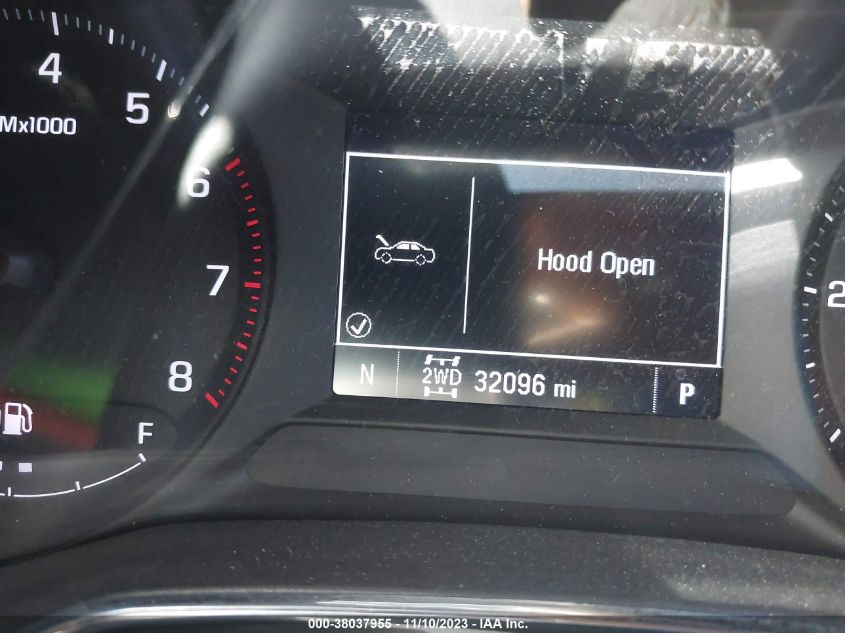 4
5
Mx1000
6
7
8
F
2
Hood Open
N
2WD
32096 mi
P
000-38037955 - 11/10/2023 - IAA Inc.